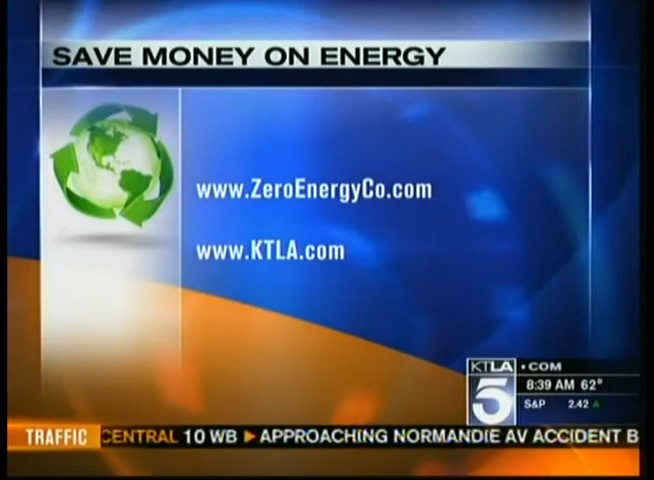 SAVE MONEY ON ENERGY
www.ZeroEnergyCo.com
www.KTLA.com
KTLA .COM
5
8:39 AM 62°
S&P 2.42 ▲
TRAFFIC CENTRAL 10 WB ▶ APPROACHING NORMANDIE AV ACCIDENT B